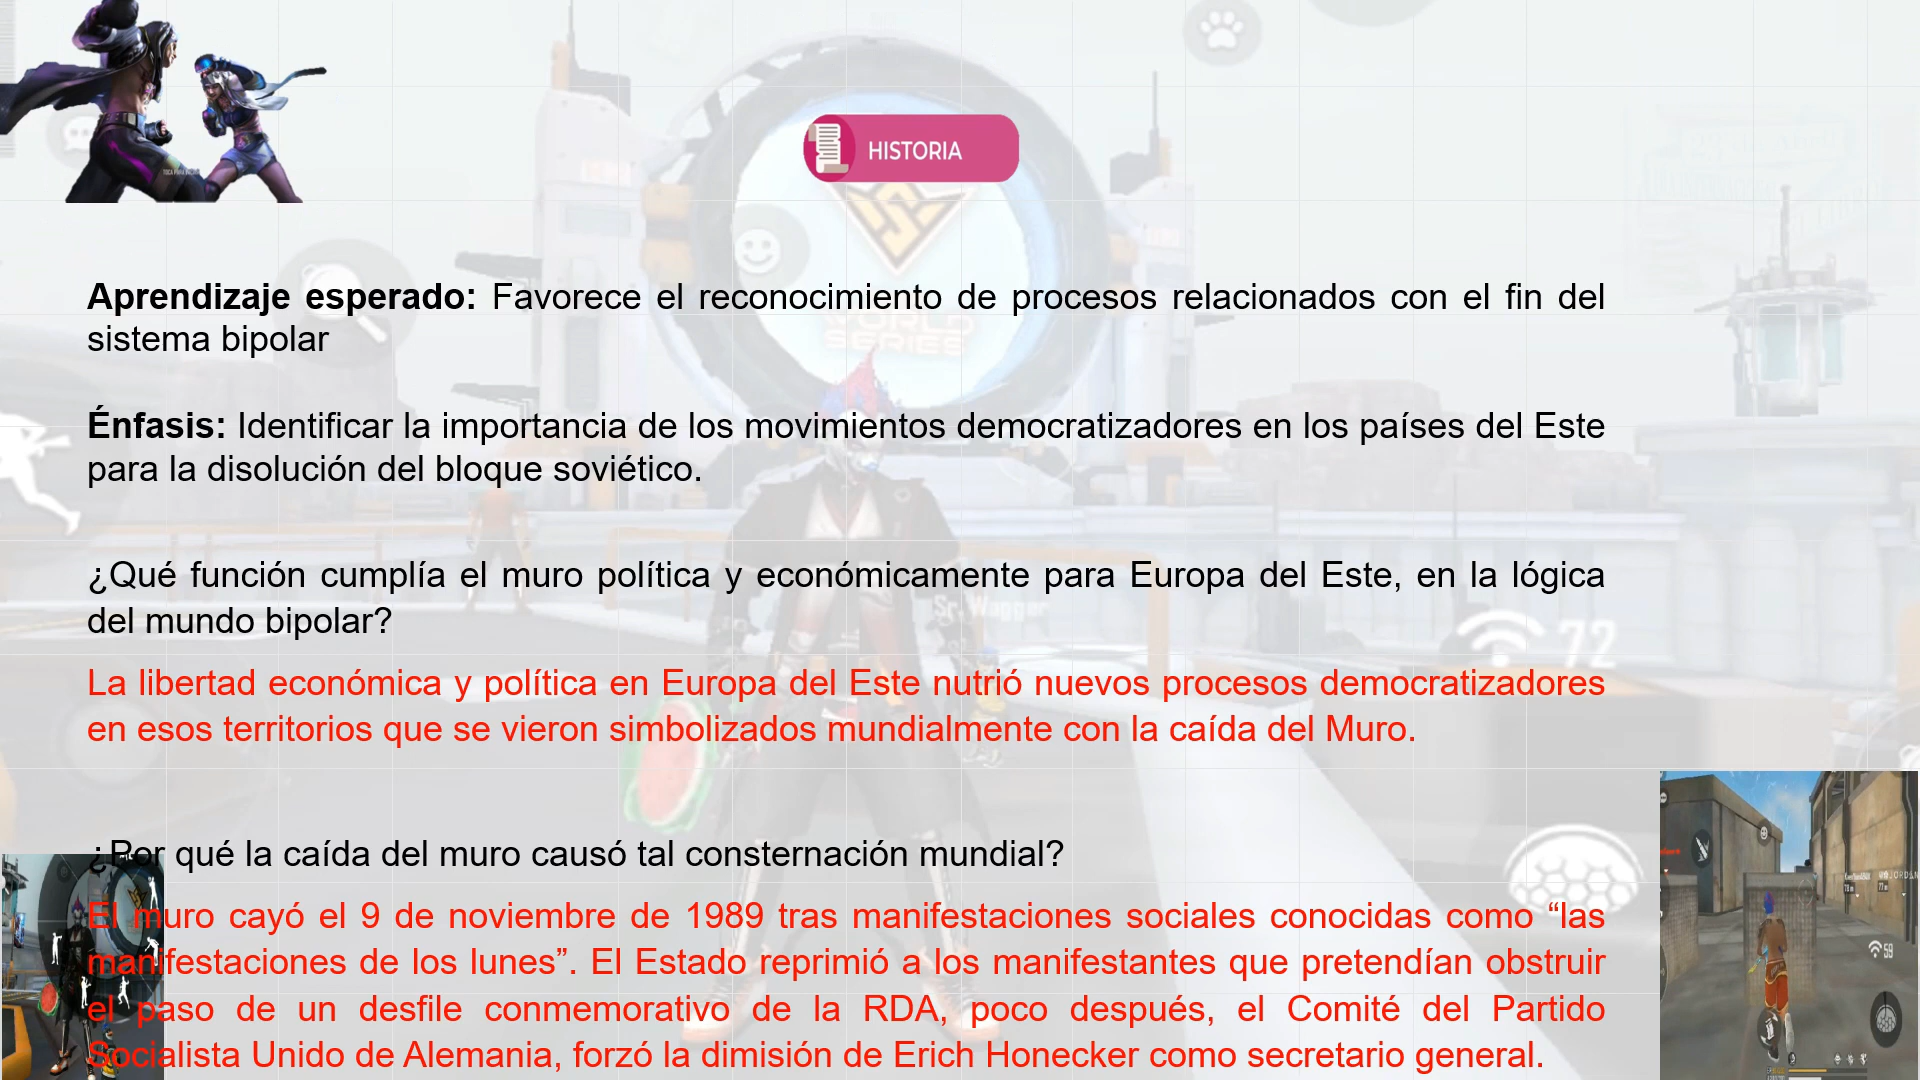 HISTORIA
WORLD
SERIES
Aprendizaje esperado: Favorece el reconocimiento de procesos relacionados con el fin del
sistema bipolar
Énfasis: Identificar la importancia de los movimientos democratizadores en los países del Este
para la disolución del bloque soviético.
¿Qué función cumplía el muro política y económicamente para Europa del Este, en la lógica
del mundo bipolar?
Sr.Wagger
72
La libertad económica y política en Europa del Este nutrió nuevos procesos democratizadores
en esos territorios que se vieron simbolizados mundialmente con la caída del Muro.
¿Por qué la caída del muro causó tal consternación mundial?
El muro cayó el 9 de noviembre de 1989 tras manifestaciones sociales conocidas como “las
manifestaciones de los lunes”. El Estado reprimió a los manifestantes que pretendían obstruir
el paso de un desfile conmemorativo de la RDA, poco después, el Comité del Partido
Socialista Unido de Alemania, forzó la dimisión de Erich Honecker como secretario general.
59